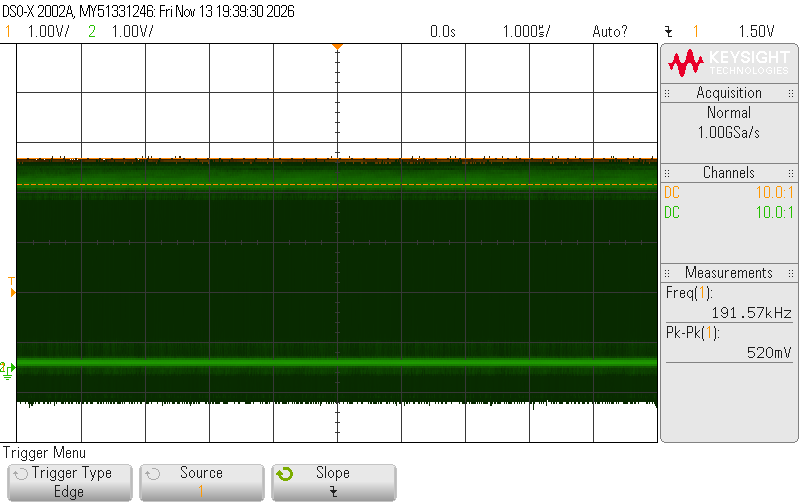 DSO-X 2002A, MY51331246: Fri Nov 13 19:39:30 2026
1 1.00V/ 2 1.00V/ 0.0s 1.000s/ Auto? 1 1.50V
KEYSIGHT
TECHNOLOGIES
Acquisition
Normal
1.00GSa/s
Channels
DC 10.0:1
DC 10.0:1
Measurements
Freq(1):
191.57kHz
Pk-Pk(1):
520mV
T
2
Trigger Menu
Trigger Type
Edge
Source
1
Slope